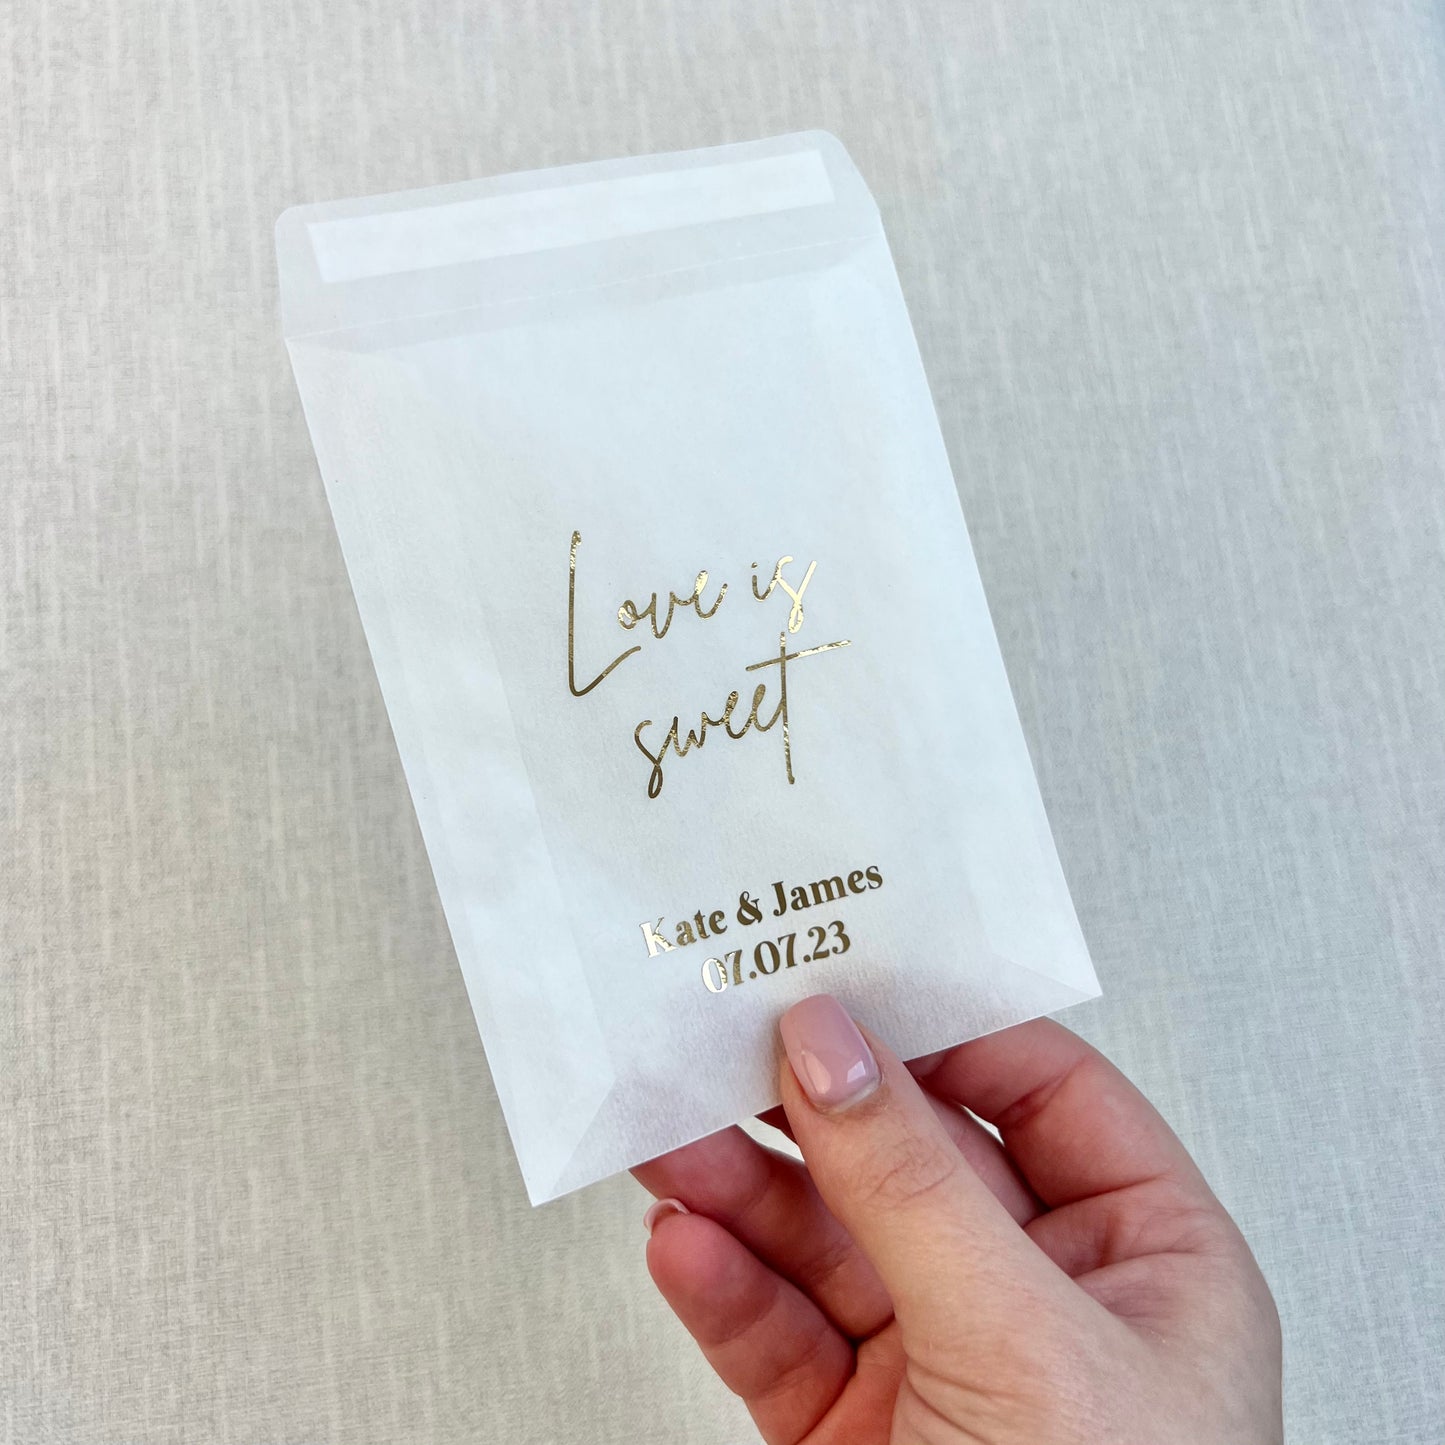 Love is
sweet
Kate & James
07.07.23